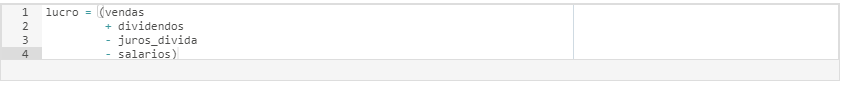 1 lucro = (vendas
2 + dividendos
3 - juros_divida
4 - salarios)